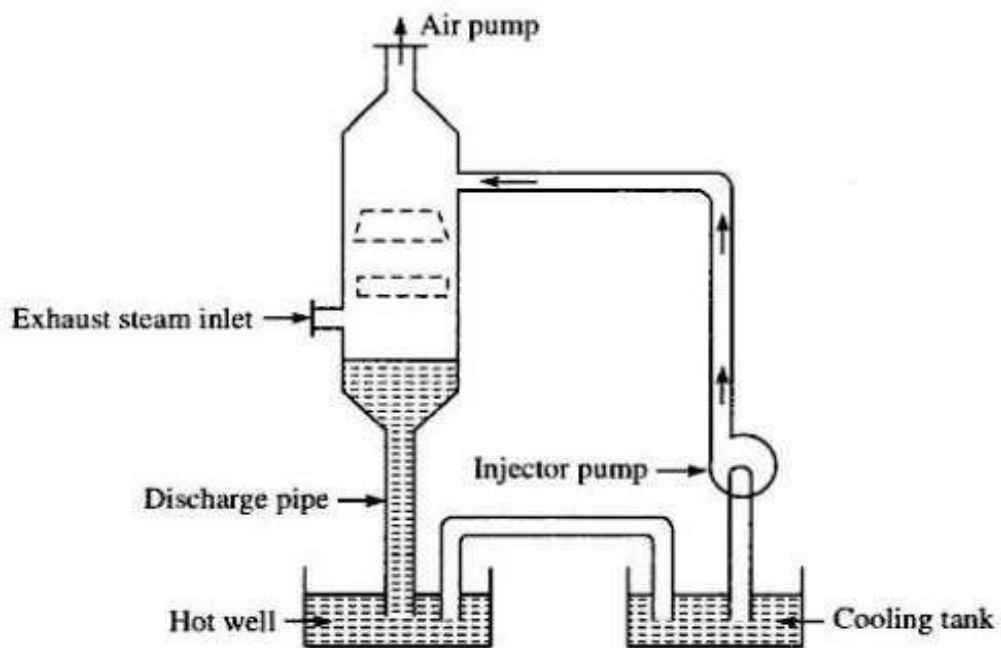 Air pump
Exhaust steam inlet
Injector pump
Discharge pipe
Hot well
Cooling tank